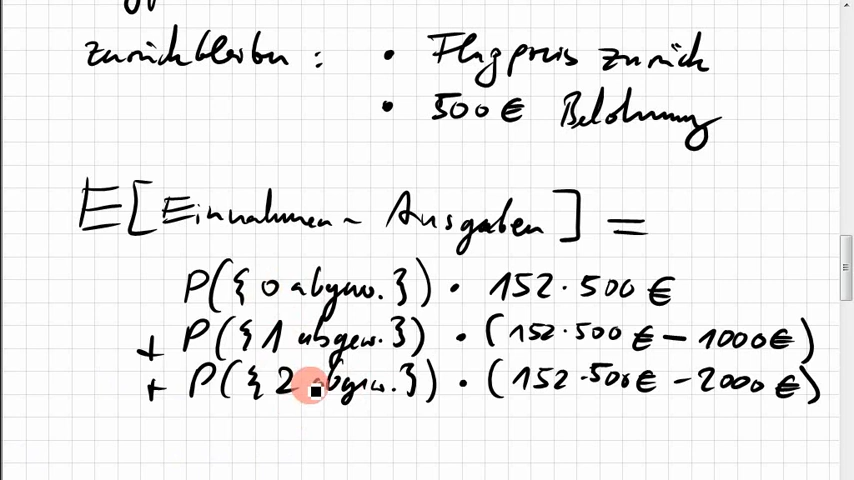 zurückbleiben : • Flugpreis zurück
• 500 € Belohnung
E[Einnahmen - Ausgaben] =
P({0 abgew.}) · 152·500 €
+ P({1 abgew.}) · (152·500 € - 1000 €)
+ P({2 abgew.}) · (152·500 € - 2000 €)